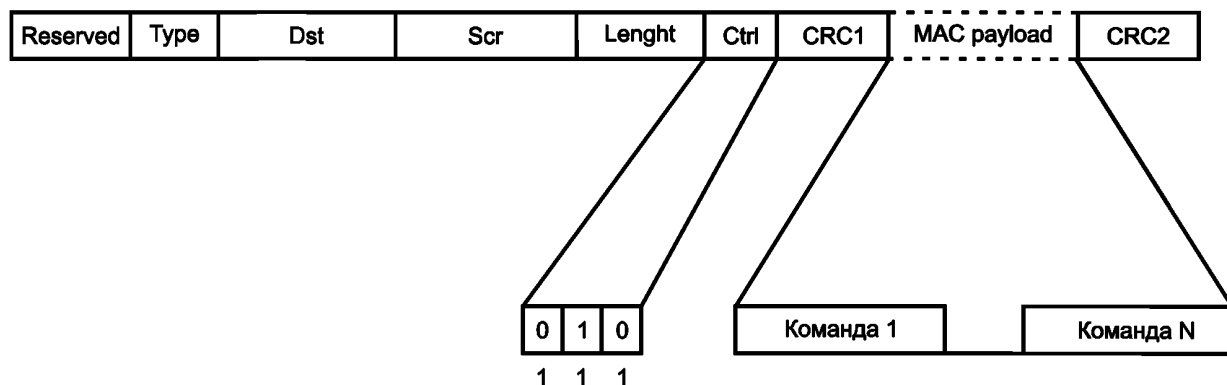 Reserved Type Dst Scr Lenght Ctrl CRC1 MAC payload CRC2
0 1 0 Команда 1 Команда N
1 1 1